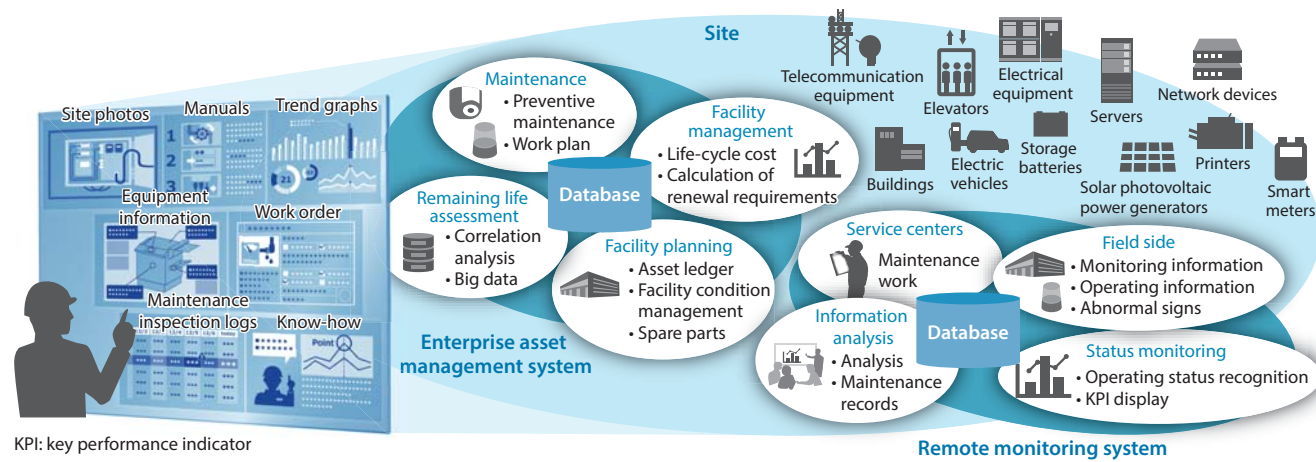 Site
Telecommunication
equipment
Elevators
Electrical
equipment
Servers
Network devices
Buildings
Electric
vehicles
Storage
batteries
Solar photovoltaic
power generators
Printers
Smart
meters
Site photos
Manuals
Trend graphs
1
2
3
21
Equipment
information
Work order
Maintenance
inspection logs
Know-how
Point
Maintenance
• Preventive
maintenance
• Work plan
Facility
management
• Life-cycle cost
• Calculation of
renewal requirements
Database
Remaining life
assessment
• Correlation
analysis
• Big data
Facility planning
• Asset ledger
• Facility condition
management
• Spare parts
Enterprise asset
management system
Service centers
Maintenance
work
Field side
• Monitoring information
• Operating information
• Abnormal signs
Database
Information
analysis
• Analysis
• Maintenance
records
Status monitoring
• Operating status recognition
• KPI display
Remote monitoring system
KPI: key performance indicator